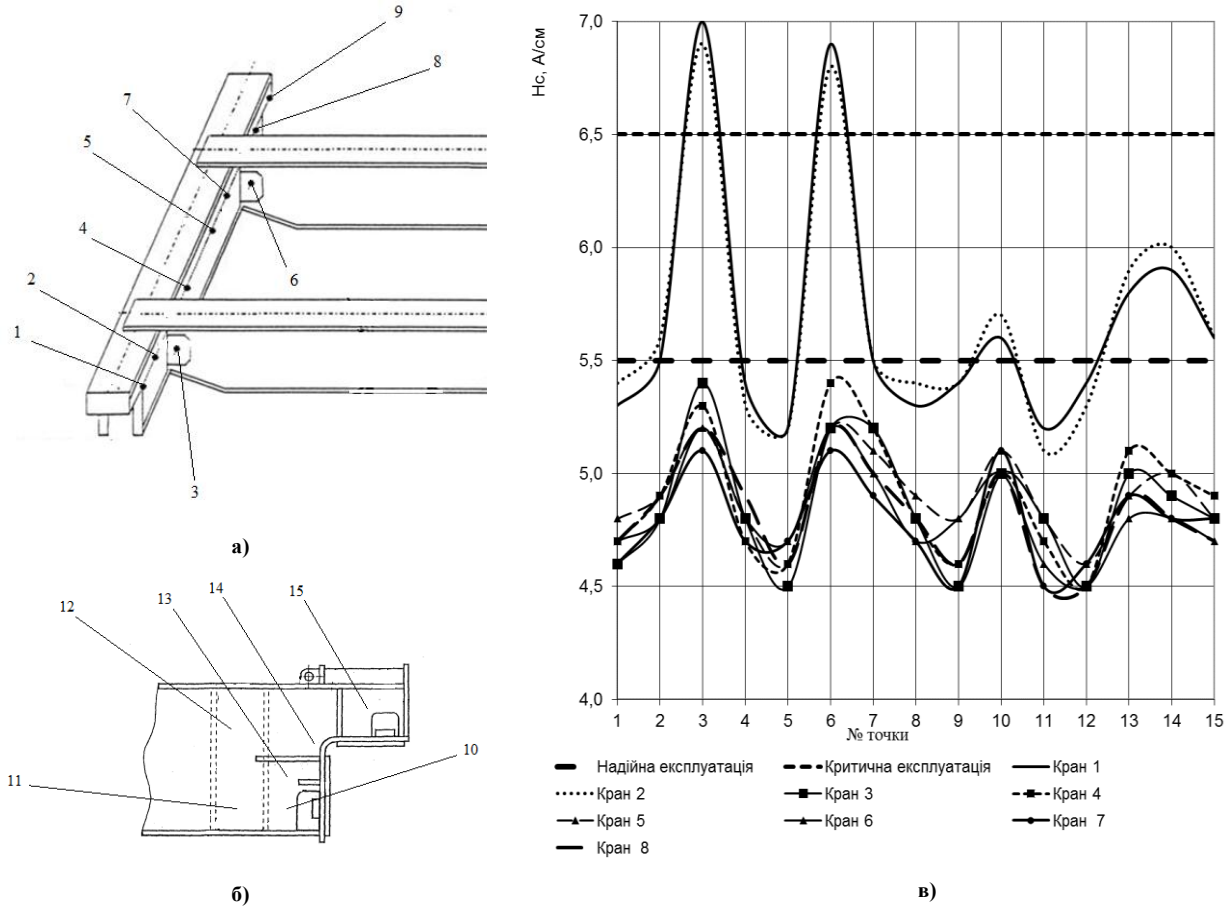 9
8
7
5
4
2
1
6
3
а)
12
13
14
15
11
10
б)
Hc, А/см
7,0
6,5
6,0
5,5
5,0
4,5
4,0
1 2 3 4 5 6 7 8 9 10 11 12 13 14 15
№ точки
Надійна експлуатація Критична експлуатація Кран 1
Кран 2 Кран 3 Кран 4
Кран 5 Кран 6 Кран 7
Кран 8
в)